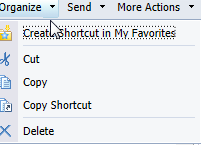 Organize Send More Actions
Create Shortcut in My Favorites
Cut
Copy
Copy Shortcut
Delete